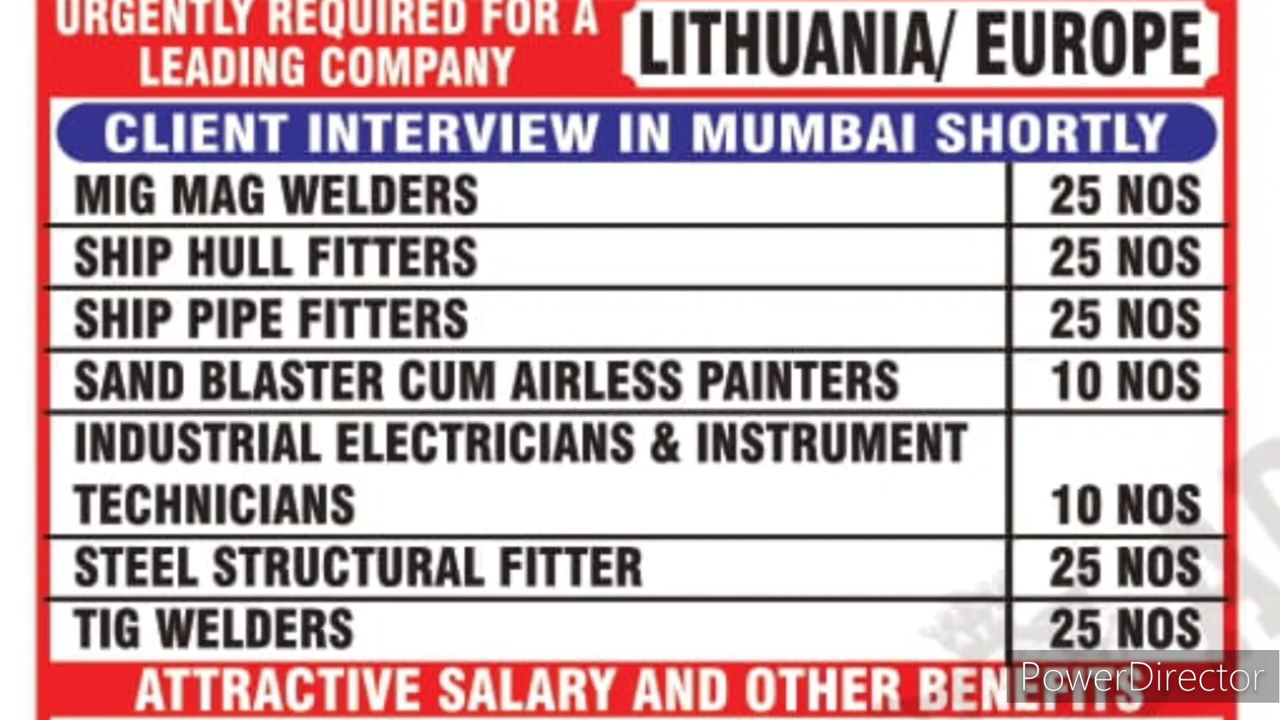 URGENTLY REQUIRED FOR A
LEADING COMPANY
LITHUANIA/ EUROPE
CLIENT INTERVIEW IN MUMBAI SHORTLY
MIG MAG WELDERS 25 NOS
SHIP HULL FITTERS 25 NOS
SHIP PIPE FITTERS 25 NOS
SAND BLASTER CUM AIRLESS PAINTERS 10 NOS
INDUSTRIAL ELECTRICIANS & INSTRUMENT
TECHNICIANS 10 NOS
STEEL STRUCTURAL FITTER 25 NOS
TIG WELDERS 25 NOS
ATTRACTIVE SALARY AND OTHER BENEFITS
PowerDirector